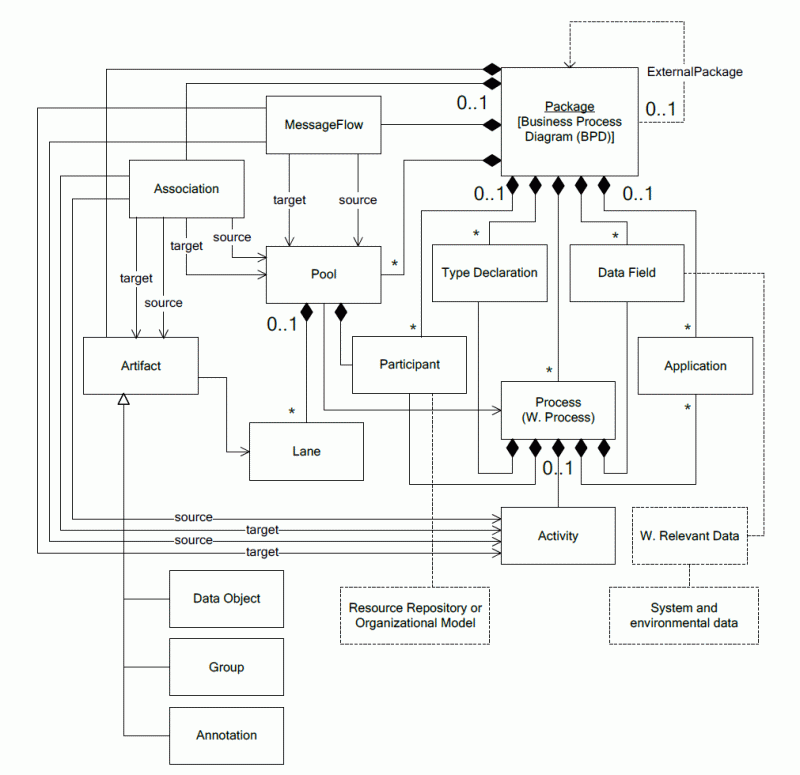 ExternalPackage
0..1
Package
0..1
[Business Process
Diagram (BPD)]
MessageFlow
Association
target
source
0..1
0..1
*
*
source
target
*
Type Declaration
Data Field
Pool
target
source
0..1
*
*
Artifact
Participant
Application
*
Process
(W. Process)
*
*
Lane
0..1
source
target
source
target
Activity
W. Relevant Data
Data Object
Resource Repository or
Organizational Model
System and
environmental data
Group
Annotation